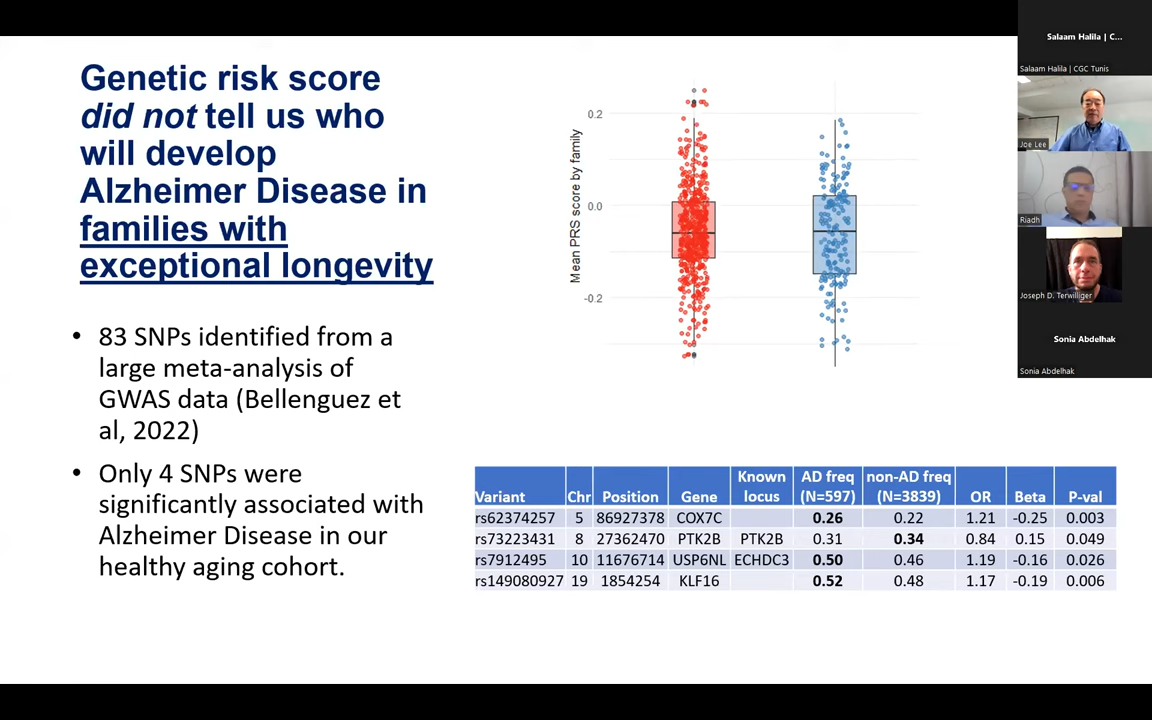 Genetic risk score
did not tell us who
will develop
Alzheimer Disease in
families with
exceptional longevity
• 83 SNPs identified from a
large meta-analysis of
GWAS data (Bellenguez et
al, 2022)
• Only 4 SNPs were
significantly associated with
Alzheimer Disease in our
healthy aging cohort.
Mean PRS score by family
0.2
0.0
-0.2
Variant Chr Position Gene Known locus AD freq (N=597) non-AD freq (N=3839) OR Beta P-val
rs62374257 5 86927378 COX7C 0.26 0.22 1.21 -0.25 0.003
rs73223431 8 27362470 PTK2B PTK2B 0.31 0.34 0.84 0.15 0.049
rs7912495 10 11676714 USP6NL ECHDC3 0.50 0.46 1.19 -0.16 0.026
rs149080927 19 1854254 KLF16 0.52 0.48 1.17 -0.19 0.006
Salaam Halila | C...
Salaam Halila | CGC Tunis
Joe Lee
Riadh
Joseph D. Terwilliger
Sonia Abdelhak
Sonia Abdelhak